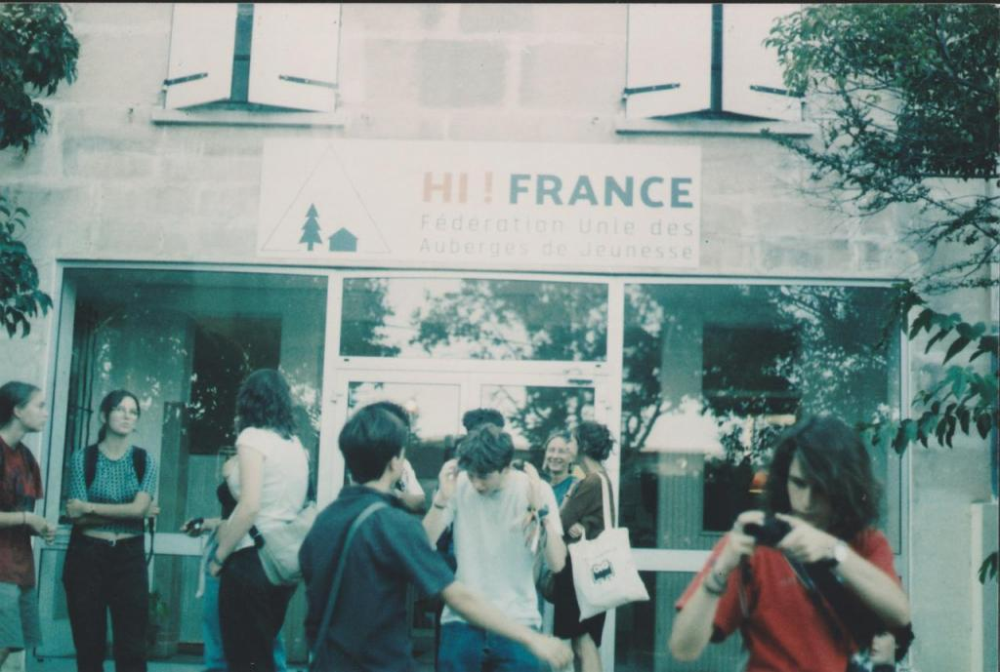 HI ! FRANCE
Fédération Unie des
Auberges de Jeunesse